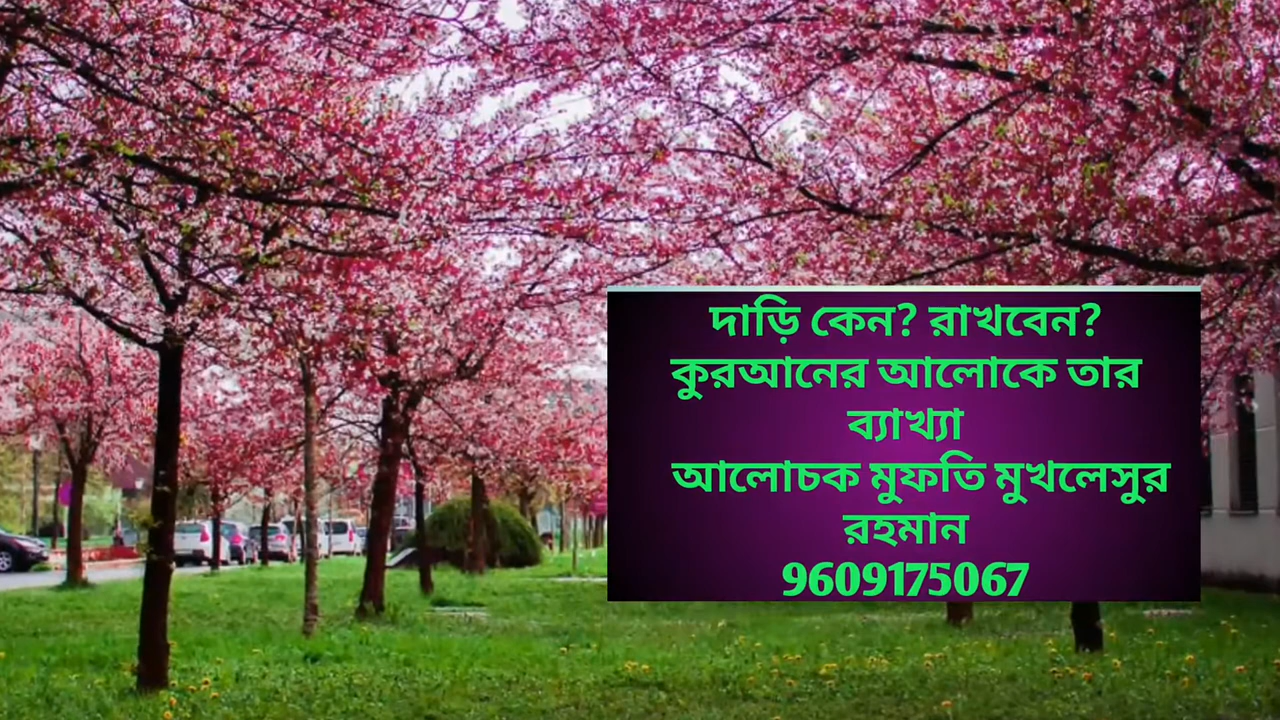 দাড়ি কেন? রাখবেন?
কুরআনের আলোকে তার
ব্যাখ্যা
আলোচক মুফতি মুখলেসুর
রহমান
9609175067